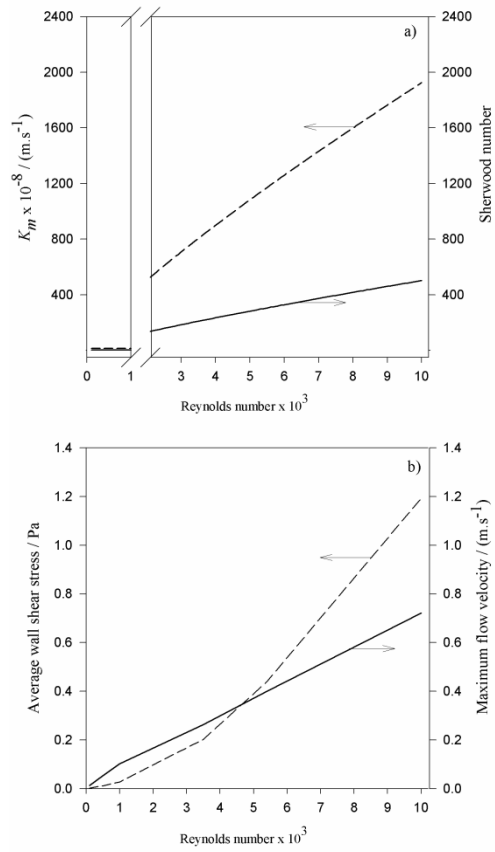 a)
2400
2000
1600
1200
800
400
2400
2000
1600
1200
800
400
K_m x 10^-8 / (m.s^-1)
Sherwood number
0 1 3 4 5 6 7 8 9 10
Reynolds number x 10^3
b)
1.4
1.2
1.0
0.8
0.6
0.4
0.2
0.0
1.4
1.2
1.0
0.8
0.6
0.4
0.2
0.0
Average wall shear stress / Pa
Maximum flow velocity / (m.s^-1)
0 1 2 3 4 5 6 7 8 9 10
Reynolds number x 10^3